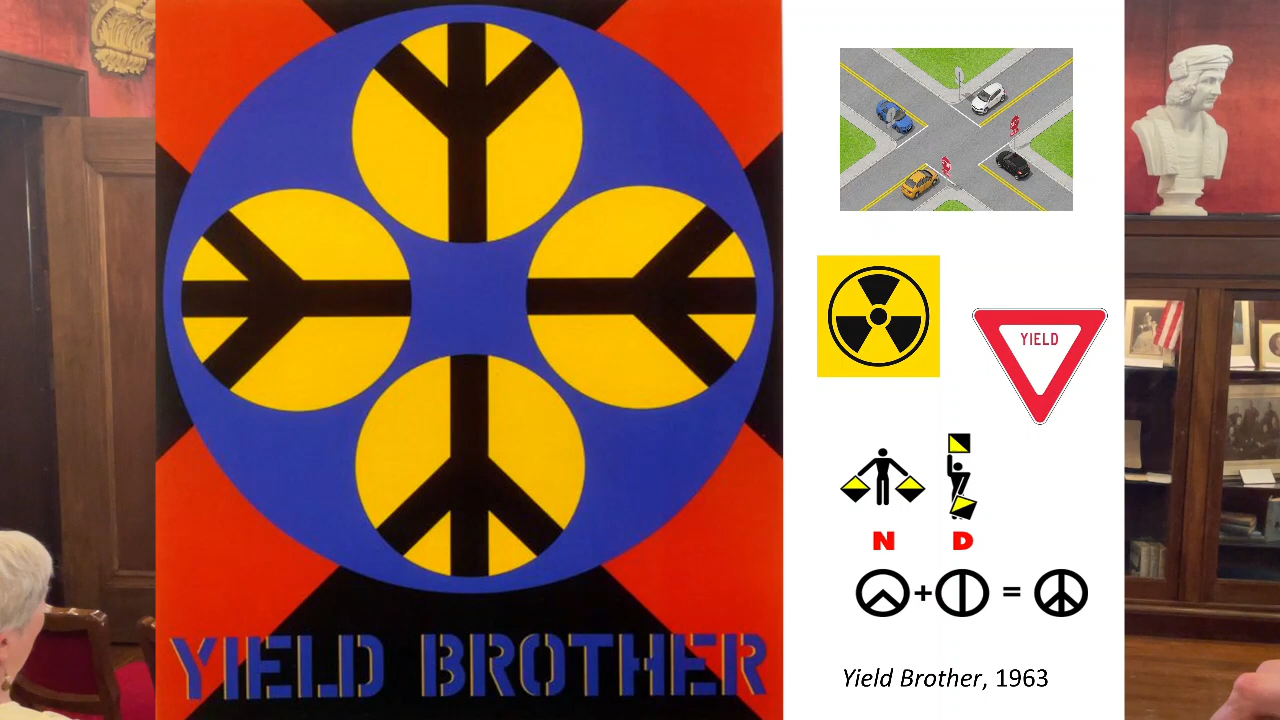 YIELD BROTHER
YIELD
N D
+ =
Yield Brother, 1963